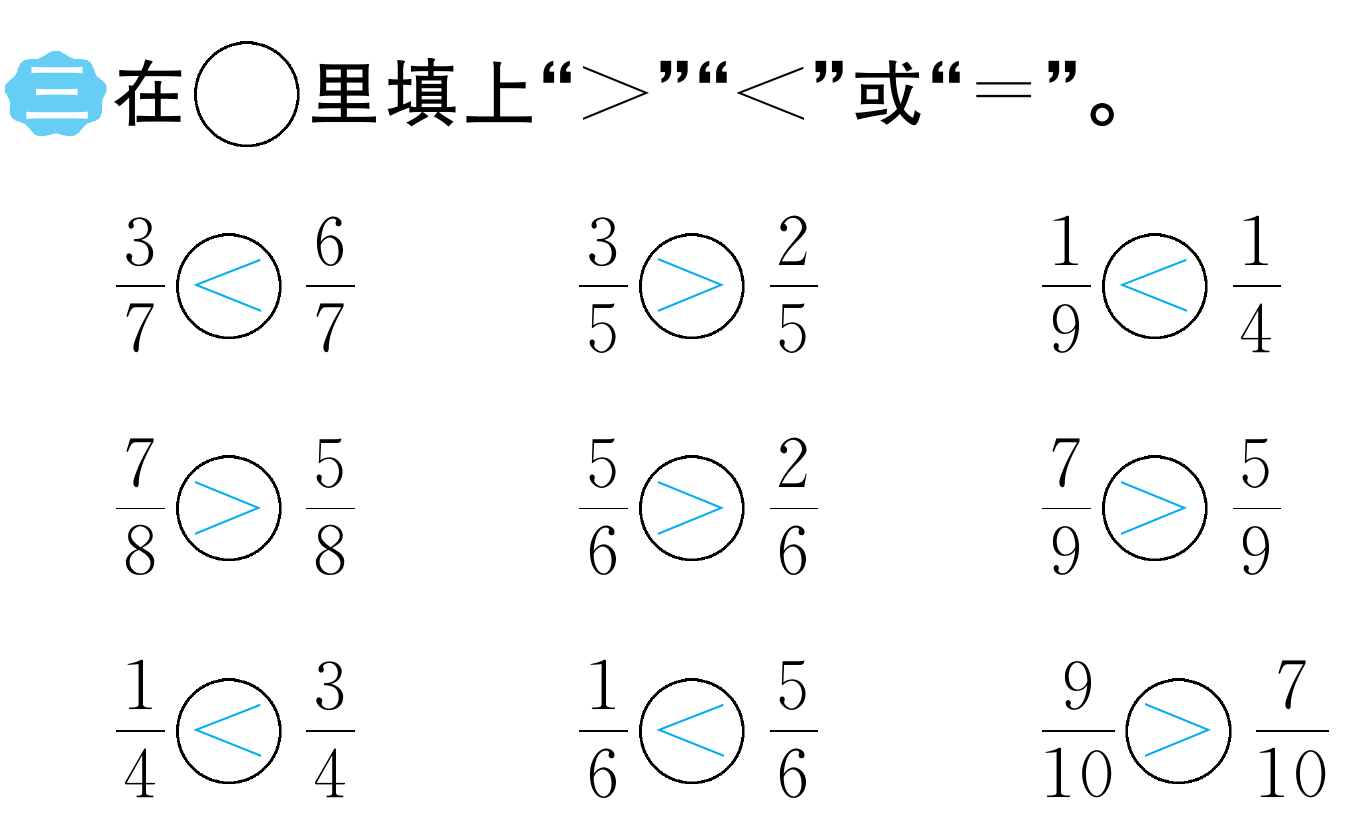 三 在○里填上“>”“<”或“=”。
3/7 < 6/7 3/5 > 2/5 1/9 < 1/4
7/8 > 5/8 5/6 > 2/6 7/9 > 5/9
1/4 < 3/4 1/6 < 5/6 9/10 > 7/10